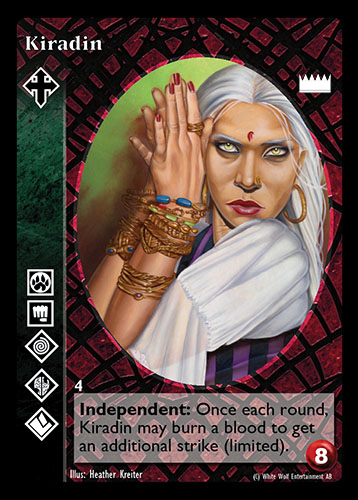 Kiradin
4
Independent: Once each round,
Kiradin may burn a blood to get
an additional strike (limited).
8
Illus: Heather Kreiter
(C) White Wolf Entertainment AB